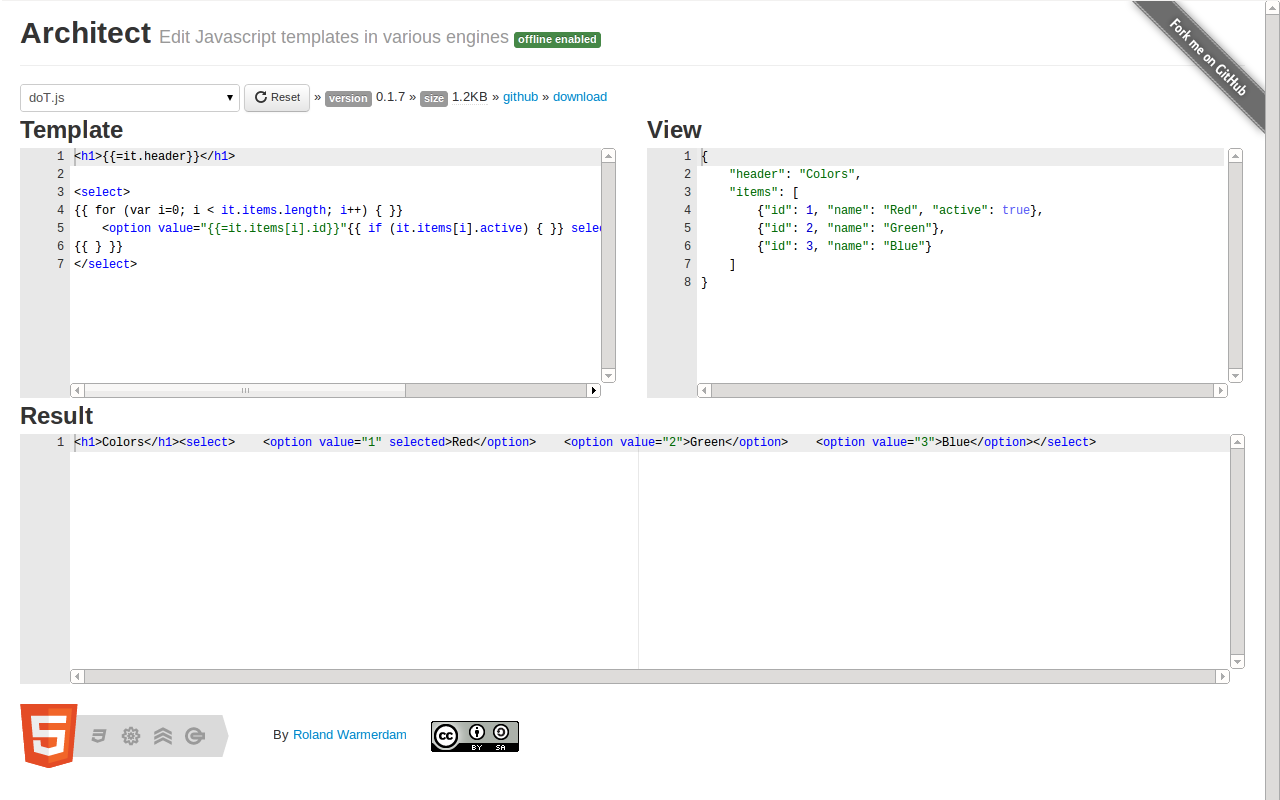 Architect Edit Javascript templates in various engines offline enabled
Fork me on GitHub
doT.js Reset » version 0.1.7 » size 1.2KB » github » download
Template
1 <h1>{{=it.header}}</h1>
2
3 <select>
4 {{ for (var i=0; i < it.items.length; i++) { }}
5     <option value="{{=it.items[i].id}}"{{ if (it.items[i].active) { }} selec
6 {{ } }}
7 </select>
View
1 {
2     "header": "Colors",
3     "items": [
4         {"id": 1, "name": "Red", "active": true},
5         {"id": 2, "name": "Green"},
6         {"id": 3, "name": "Blue"}
7     ]
8 }
Result
1 <h1>Colors</h1><select>    <option value="1" selected>Red</option>    <option value="2">Green</option>    <option value="3">Blue</option></select>
By Roland Warmerdam
cc BY SA